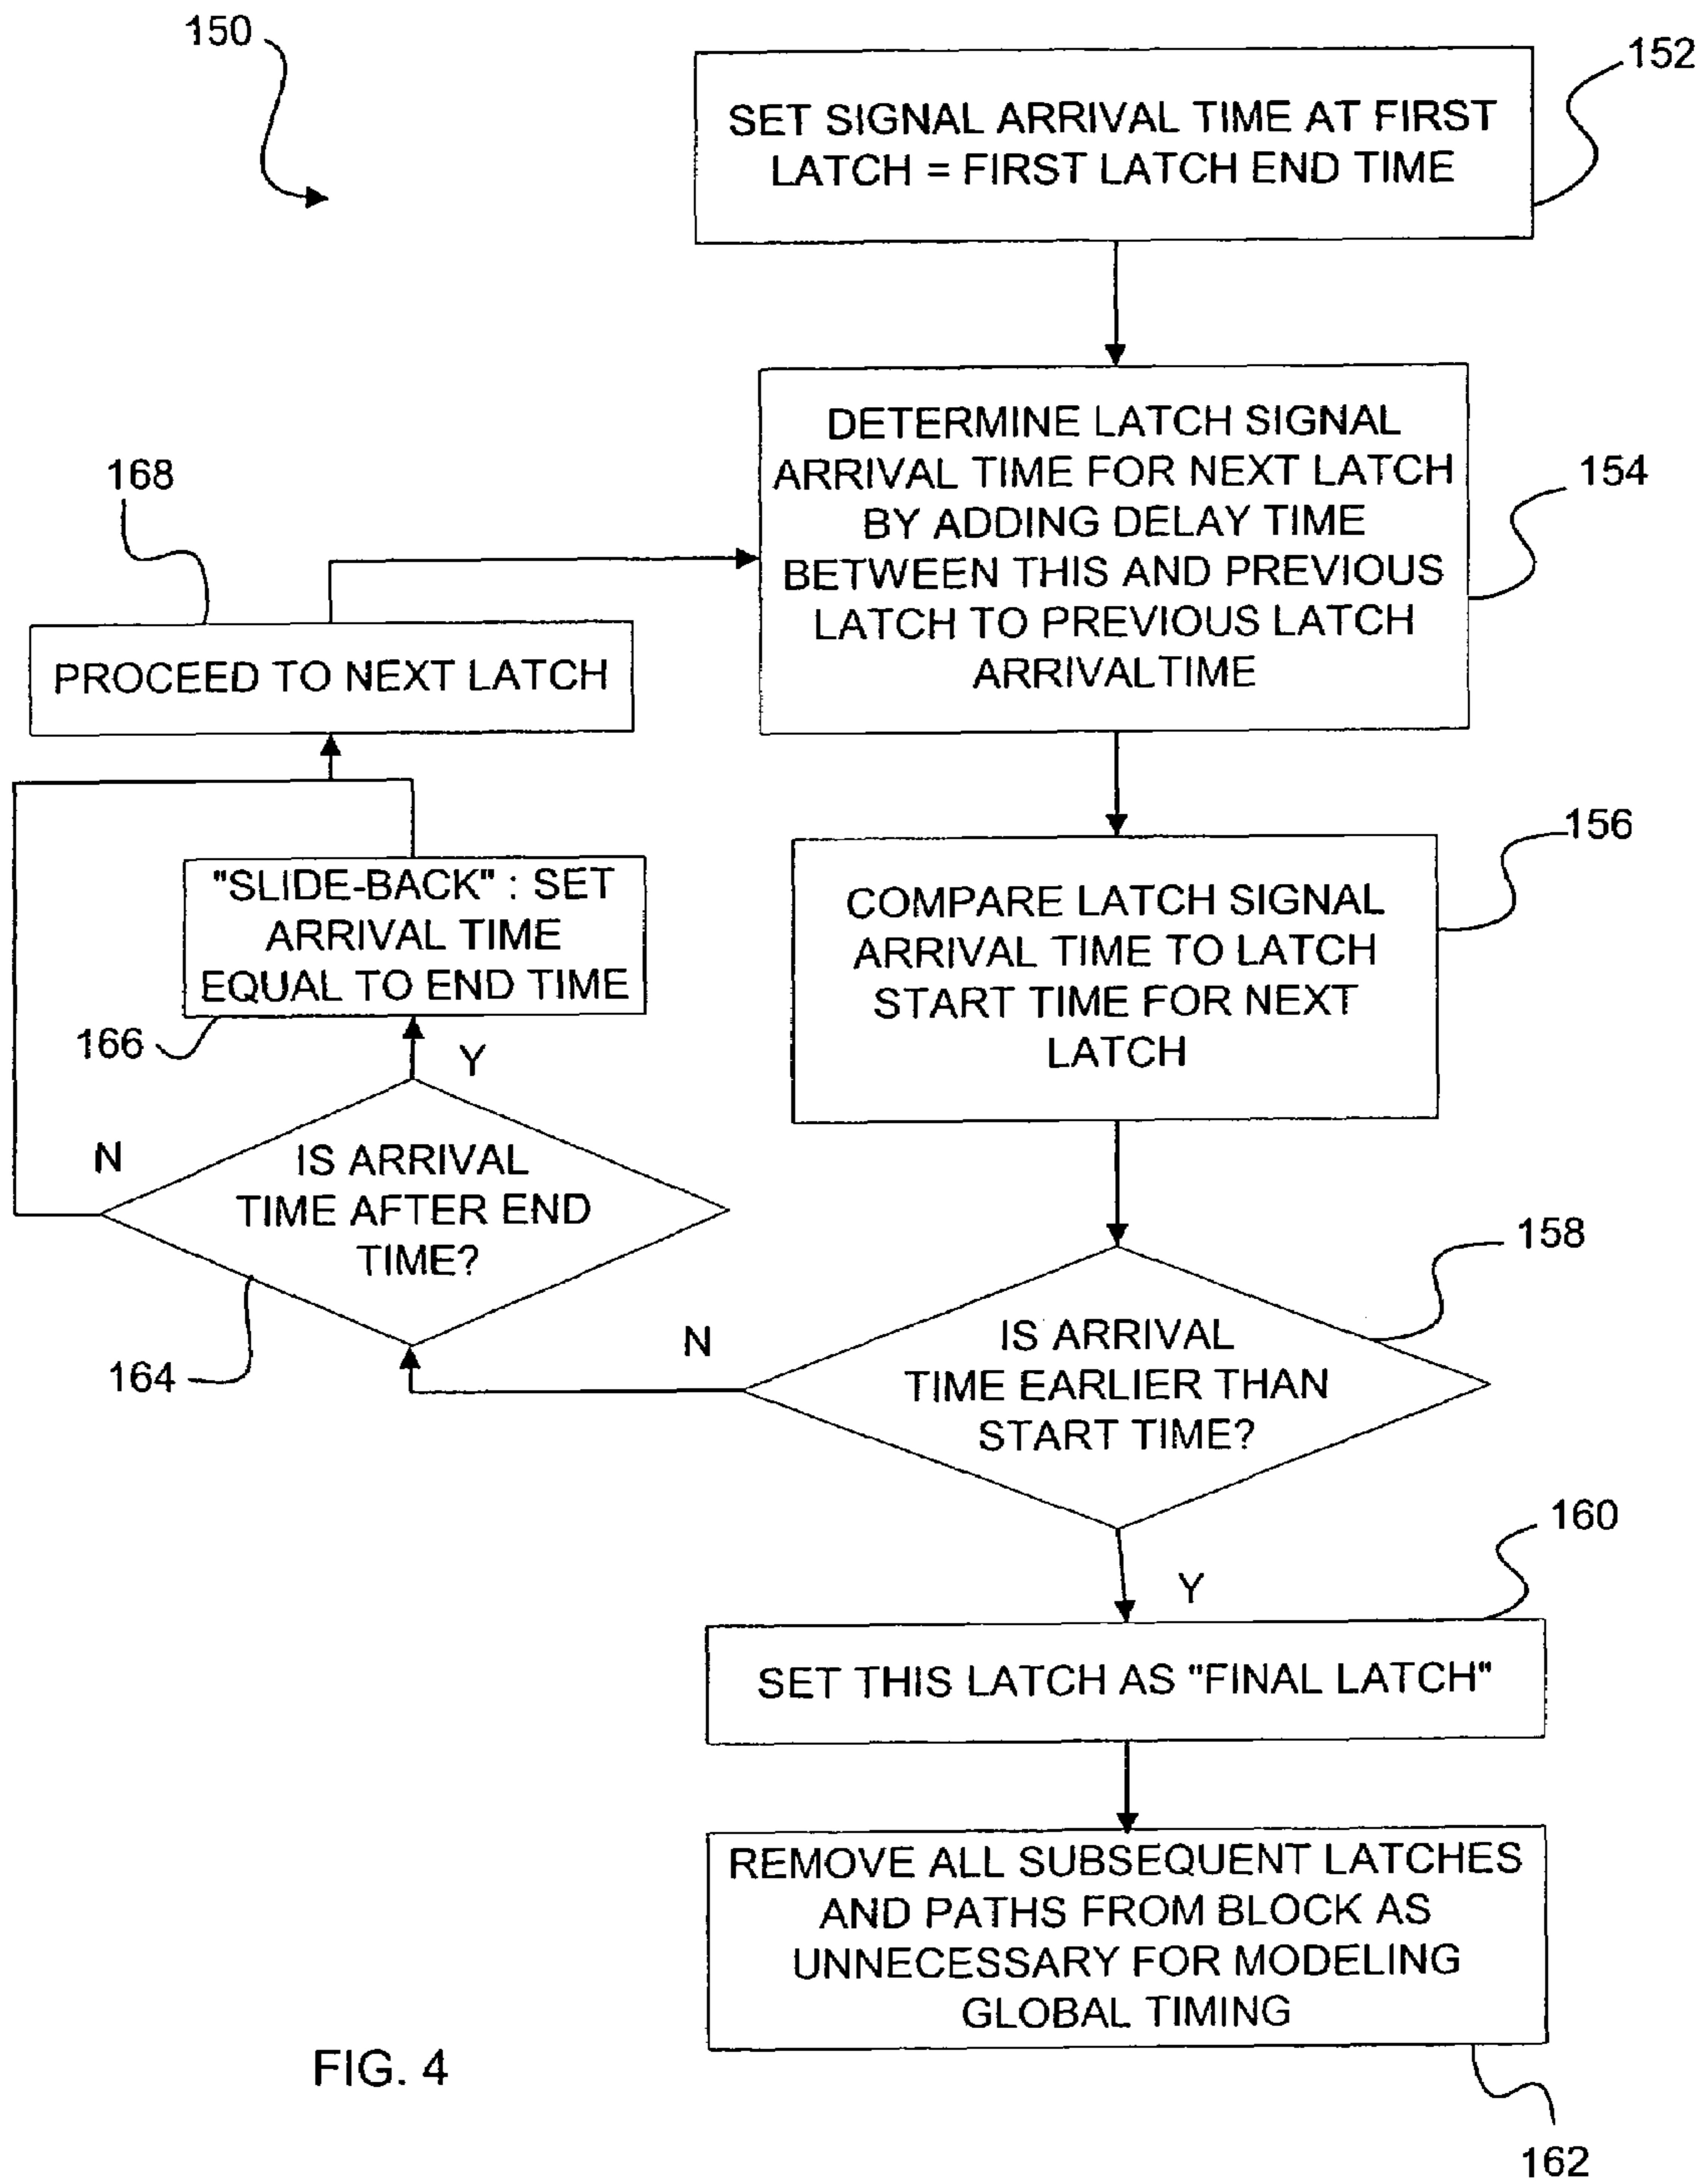 150
152
SET SIGNAL ARRIVAL TIME AT FIRST
LATCH = FIRST LATCH END TIME
DETERMINE LATCH SIGNAL
ARRIVAL TIME FOR NEXT LATCH
BY ADDING DELAY TIME
BETWEEN THIS AND PREVIOUS
LATCH TO PREVIOUS LATCH
ARRIVALTIME
154
168
PROCEED TO NEXT LATCH
156
COMPARE LATCH SIGNAL
ARRIVAL TIME TO LATCH
START TIME FOR NEXT
LATCH
"SLIDE-BACK" : SET
ARRIVAL TIME
EQUAL TO END TIME
166
Y
N
IS ARRIVAL
TIME AFTER END
TIME?
164
158
N
IS ARRIVAL
TIME EARLIER THAN
START TIME?
Y
160
SET THIS LATCH AS "FINAL LATCH"
REMOVE ALL SUBSEQUENT LATCHES
AND PATHS FROM BLOCK AS
UNNECESSARY FOR MODELING
GLOBAL TIMING
162
FIG. 4